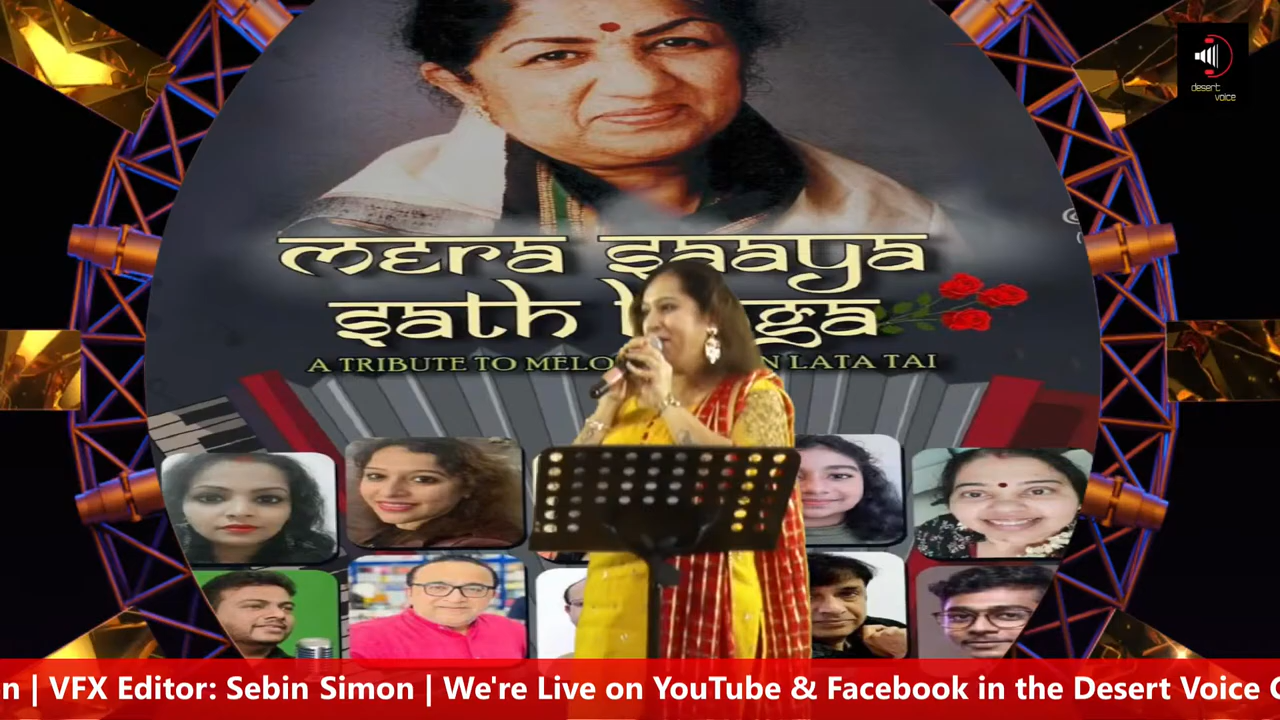 desert
voice
mera saaya
sath ga
A TRIBUTE TO MELO N LATA TAI
n | VFX Editor: Sebin Simon | We're Live on YouTube & Facebook in the Desert Voice